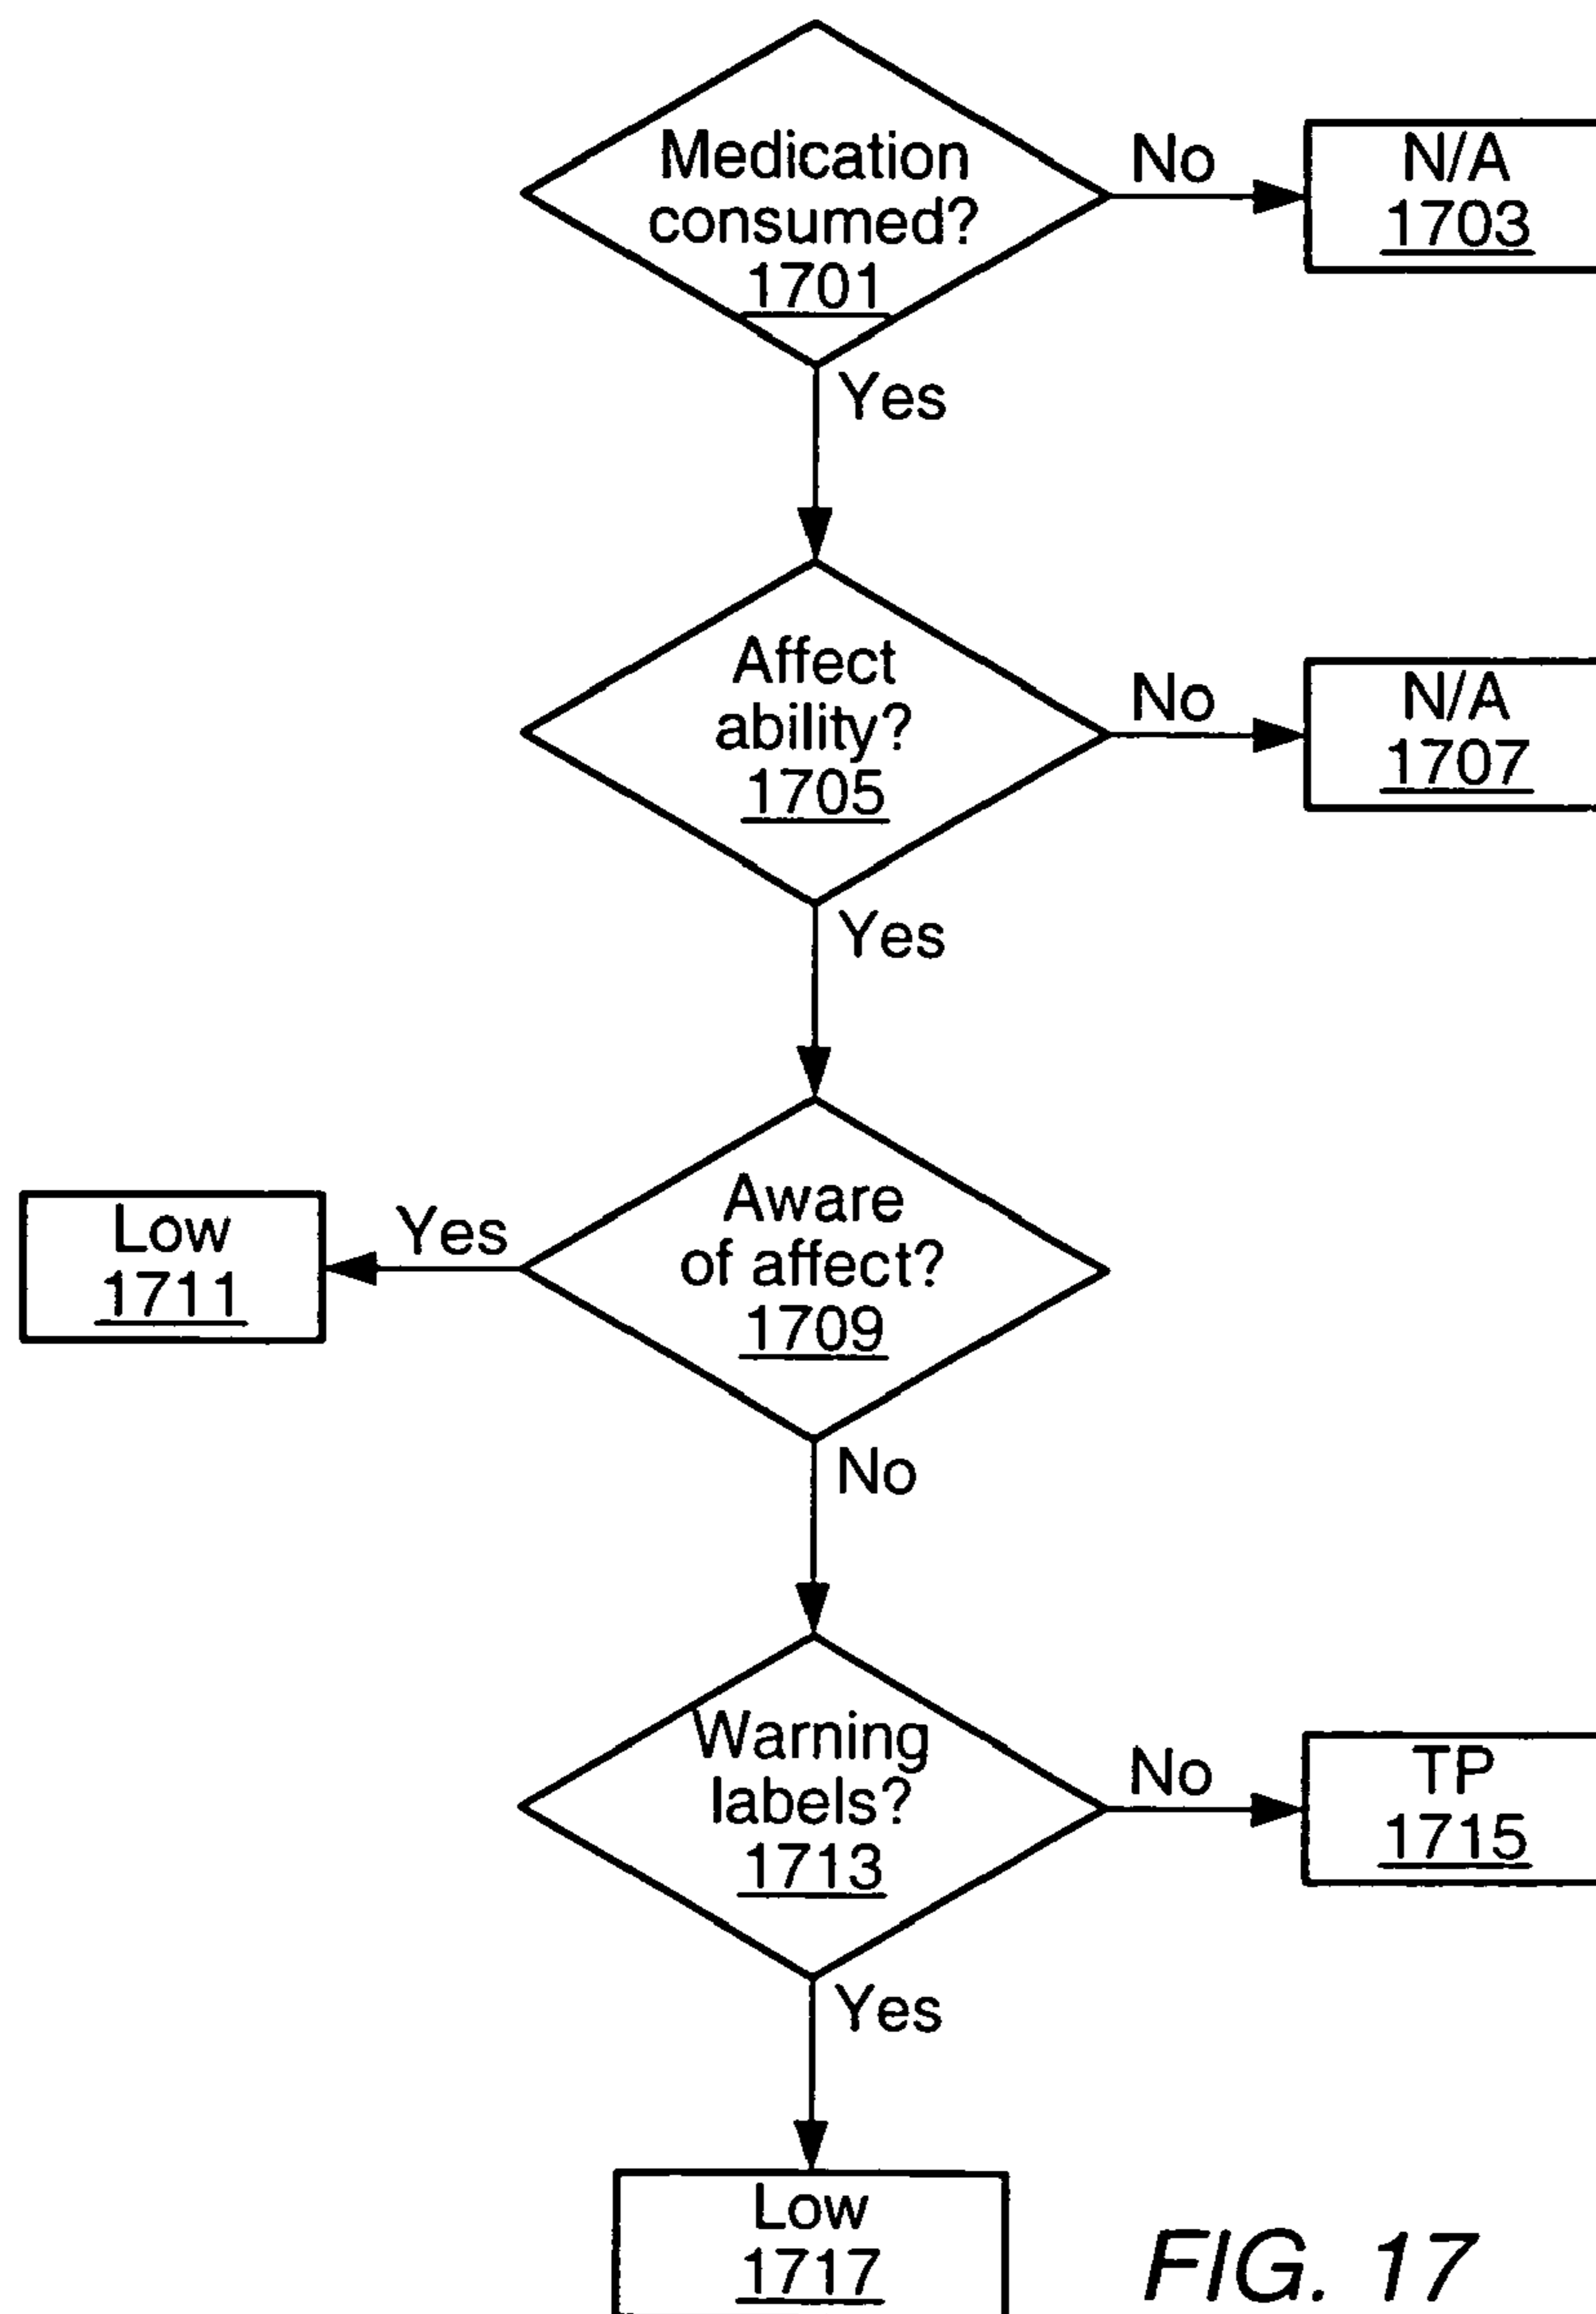 Medication
consumed?
1701
No
N/A
1703
Yes
Affect
ability?
1705
No
N/A
1707
Yes
Low
1711
Yes
Aware
of affect?
1709
No
Warning
labels?
1713
No
TP
1715
Yes
Low
1717
FIG. 17